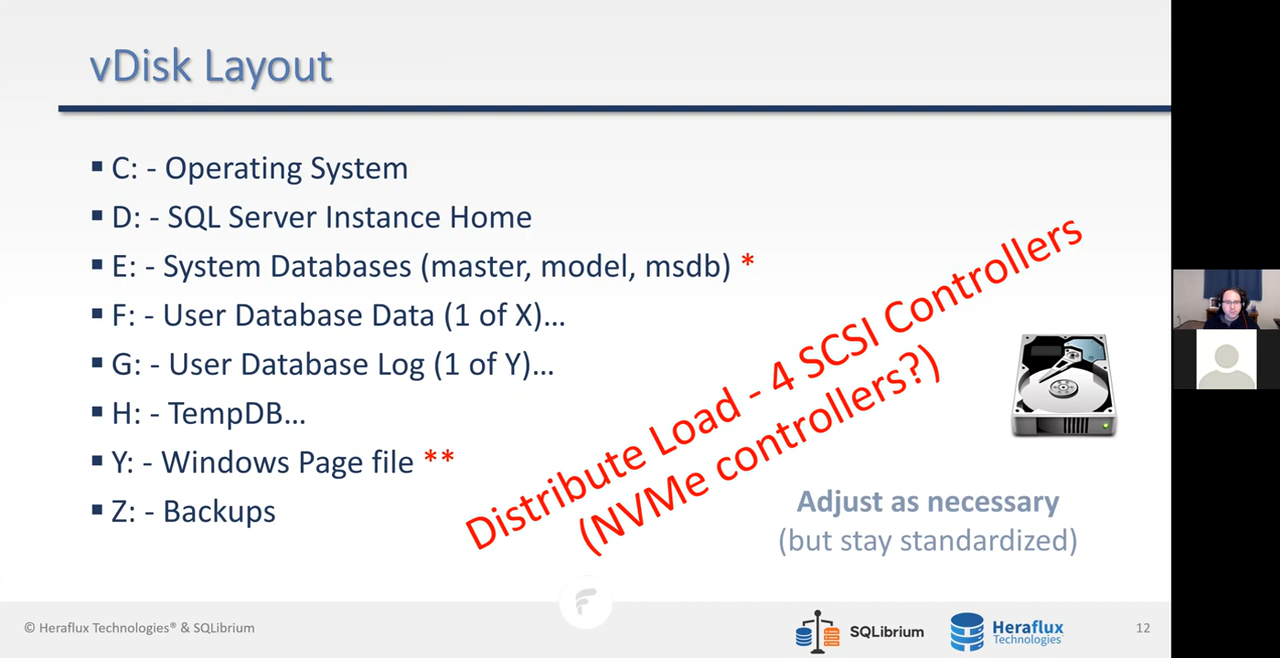 vDisk Layout
C: - Operating System
D: - SQL Server Instance Home
E: - System Databases (master, model, msdb) *
F: - User Database Data (1 of X)...
G: - User Database Log (1 of Y)...
H: - TempDB...
Y: - Windows Page file **
Z: - Backups
Distribute Load - 4 SCSI Controllers
(NVMe controllers?)
Adjust as necessary
(but stay standardized)
© Heraflux Technologies® & SQLibrium
SQLibrium
Heraflux
Technologies
12